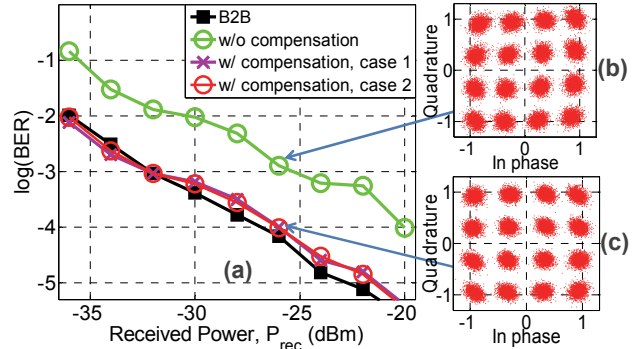 B2B
w/o compensation
w/ compensation, case 1
w/ compensation, case 2
log(BER)
-1
-2
-3
-4
-5
(a)
-35
-30
-25
-20
Received Power, P_rec (dBm)
Quadrature
1
0
-1
-1
0
1
In phase
(b)
Quadrature
1
0
-1
-1
0
1
In phase
(c)